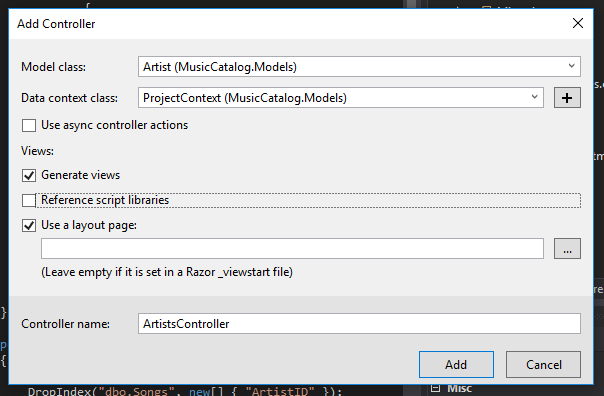 {
Add Controller
Model class: Artist (MusicCatalog.Models)
Data context class: ProjectContext (MusicCatalog.Models) +
Use async controller actions
Views:
Generate views
Reference script libraries
Use a layout page:
...
(Leave empty if it is set in a Razor _viewstart file)
}
Controller name: ArtistsController
{
Add Cancel
DropIndex("dbo.Songs", new[] { "ArtistID" });
Misc